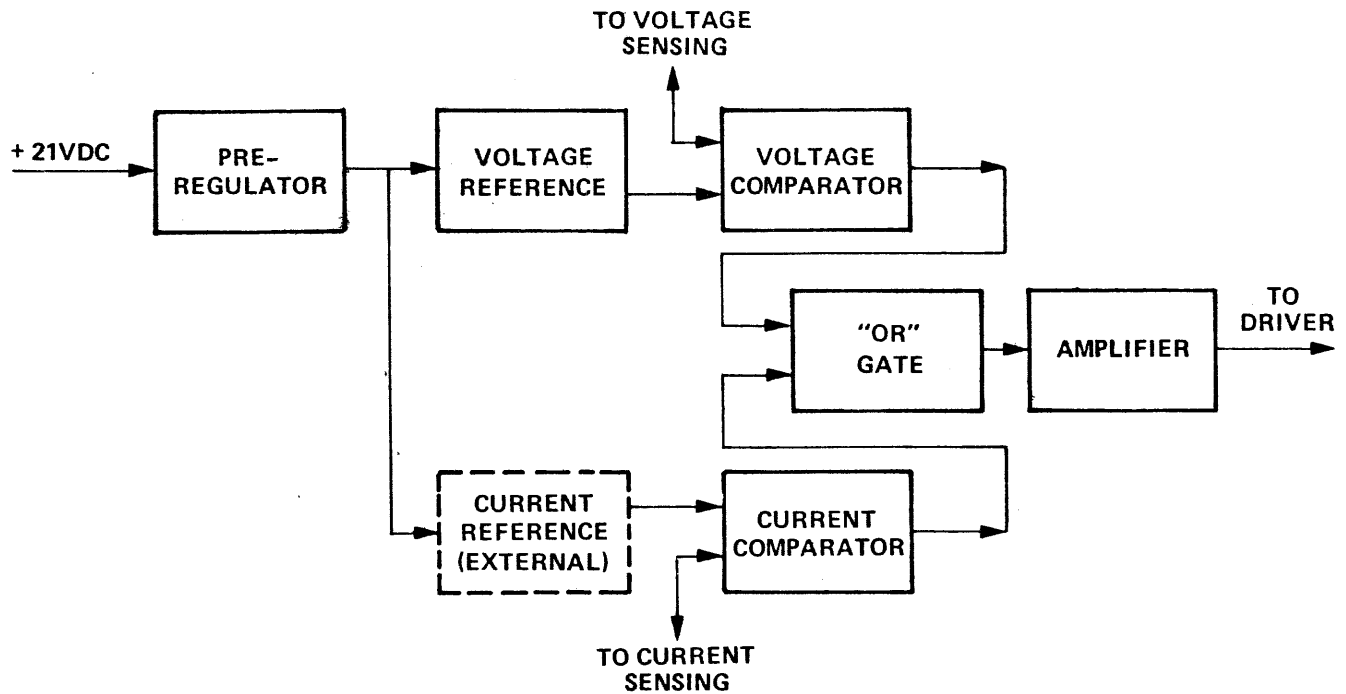 TO VOLTAGE
SENSING
+ 21VDC
PRE-
REGULATOR
VOLTAGE
REFERENCE
VOLTAGE
COMPARATOR
"OR"
GATE
AMPLIFIER
TO
DRIVER
CURRENT
REFERENCE
(EXTERNAL)
CURRENT
COMPARATOR
TO CURRENT
SENSING